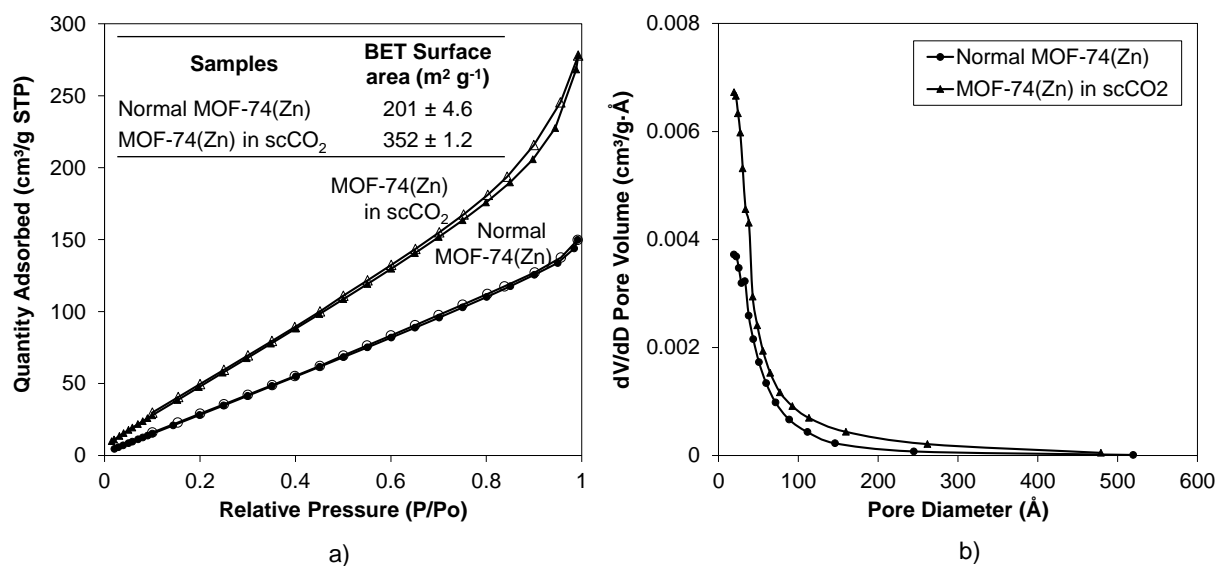 300
250
200
150
100
50
0
Quantity Adsorbed (cm³/g STP)
Samples
BET Surface
area (m² g⁻¹)
Normal MOF-74(Zn) 201 ± 4.6
MOF-74(Zn) in scCO₂ 352 ± 1.2
MOF-74(Zn)
in scCO₂
Normal
MOF-74(Zn)
0 0.2 0.4 0.6 0.8 1
Relative Pressure (P/Po)
a)
0.008
0.006
0.004
0.002
0
dV/dD Pore Volume (cm³/g·Å)
Normal MOF-74(Zn)
MOF-74(Zn) in scCO2
0 100 200 300 400 500 600
Pore Diameter (Å)
b)